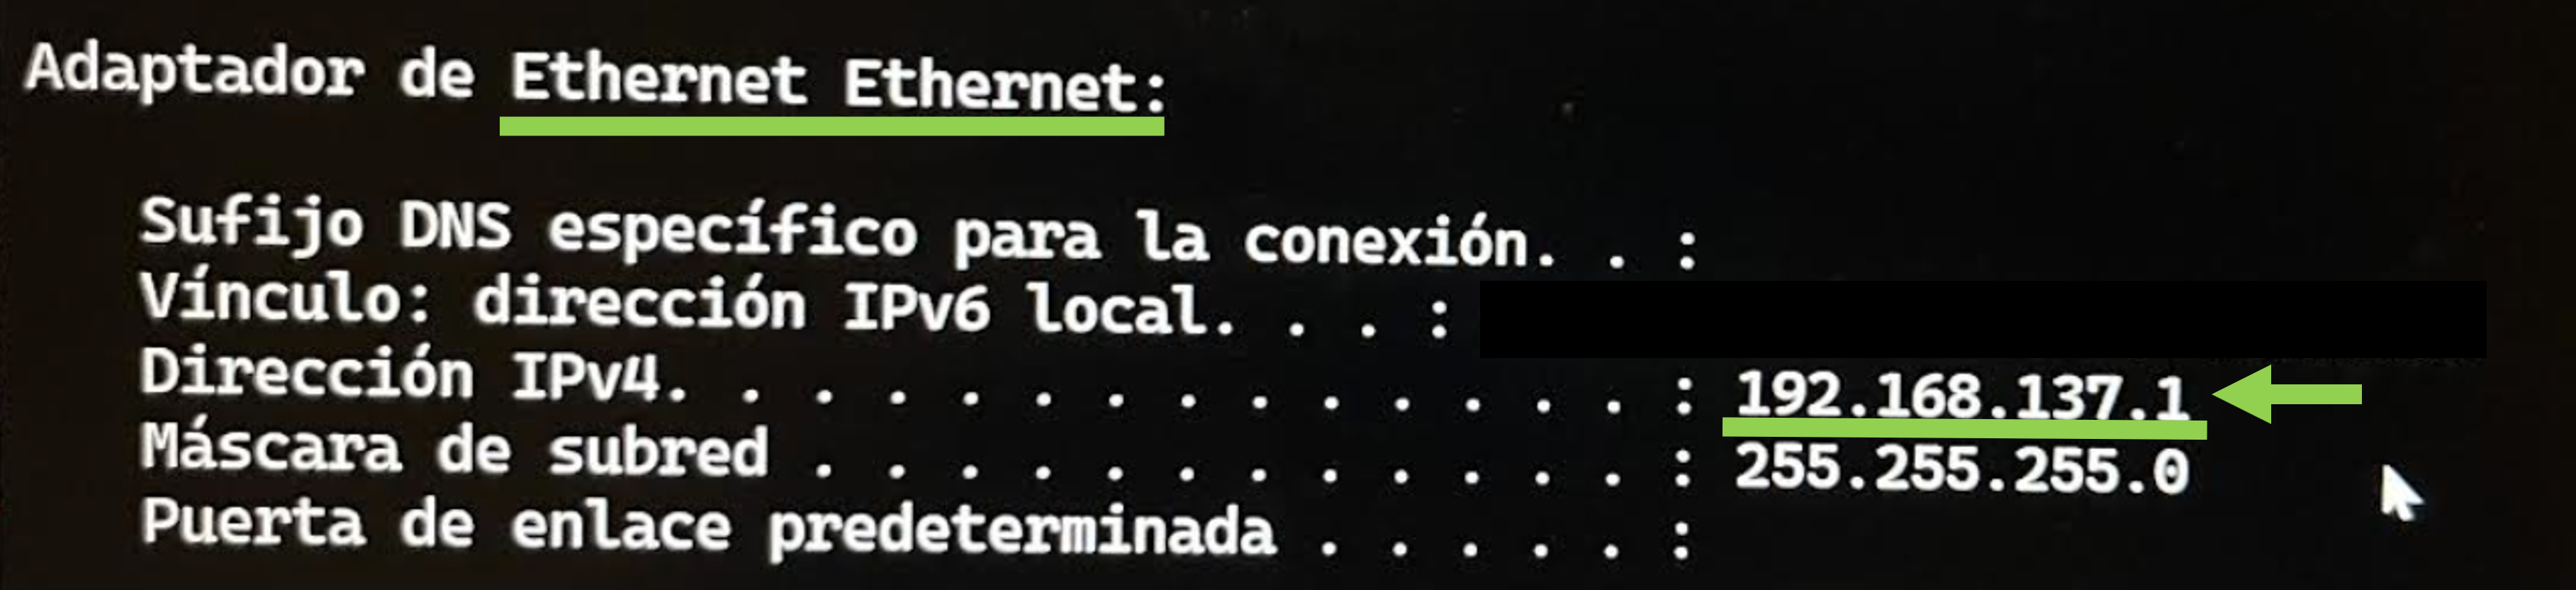 Adaptador de Ethernet Ethernet:
Sufijo DNS específico para la conexión. . :
Vínculo: dirección IPv6 local. . . :
Dirección IPv4. . . . . . . . . . . . . . : 192.168.137.1
Máscara de subred . . . . . . . . . . . . : 255.255.255.0
Puerta de enlace predeterminada . . . . . :